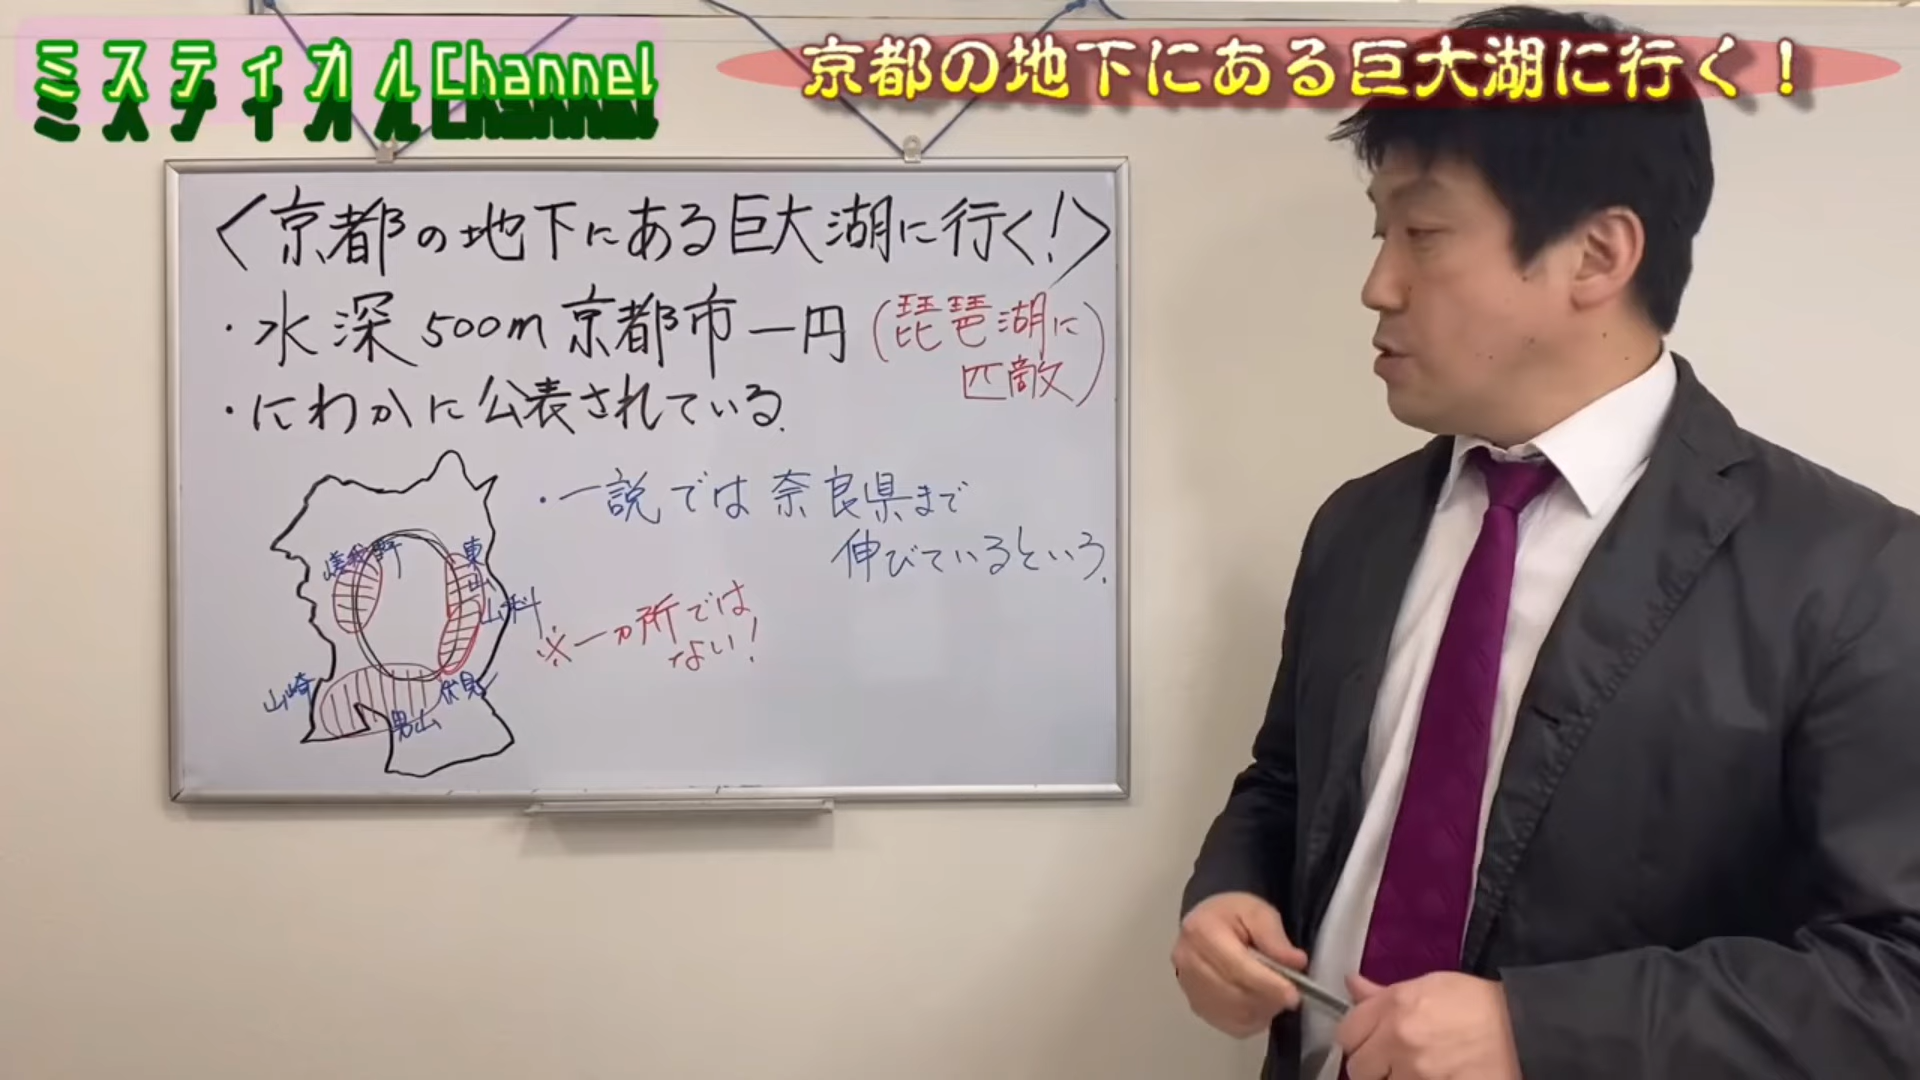 ミスティカルChannel
京都の地下にある巨大湖に行く！
<京都の地下にある巨大湖に行く!>
・水深500m京都市一円(琵琶湖に
匹敵)
・にわかに公表されている.
・一説では奈良県まで
伸びているという.
嵯峨野
東山
山科
※一ヵ所では
ない!
山崎
伏見
男山